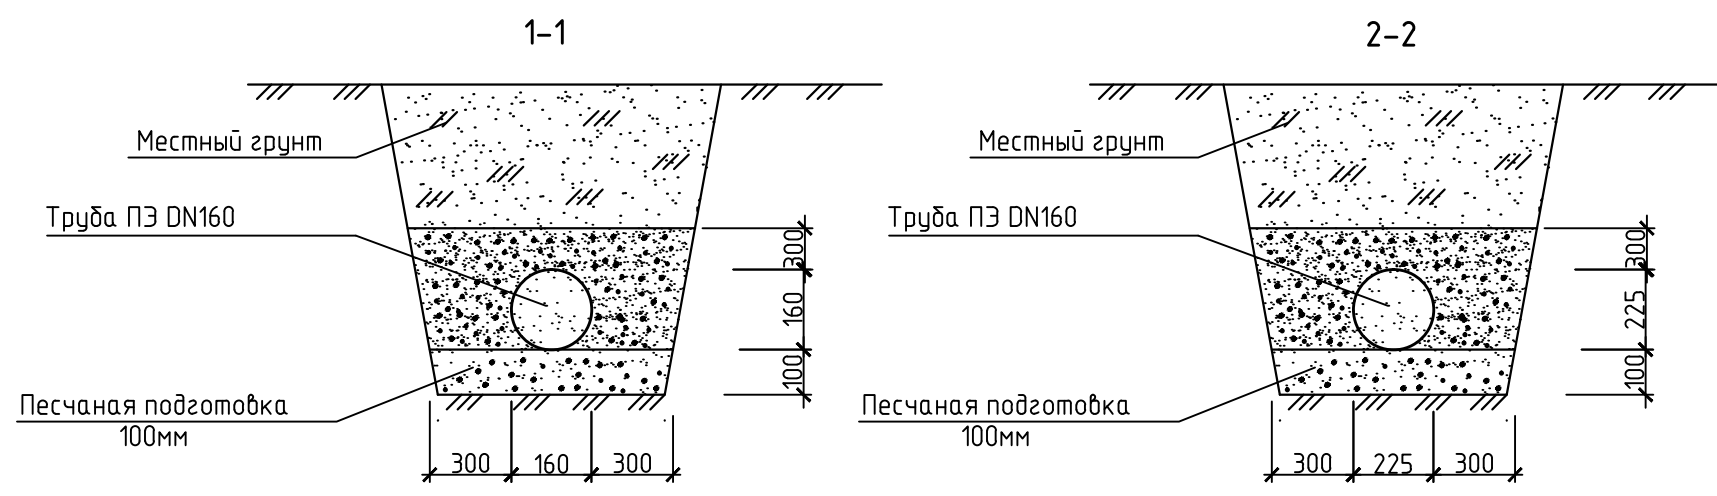 1-1
Местный грунт
Труба ПЭ DN160
Песчаная подготовка
100мм
300
160
100
300
160
300
2-2
Местный грунт
Труба ПЭ DN160
Песчаная подготовка
100мм
300
225
100
300
225
300